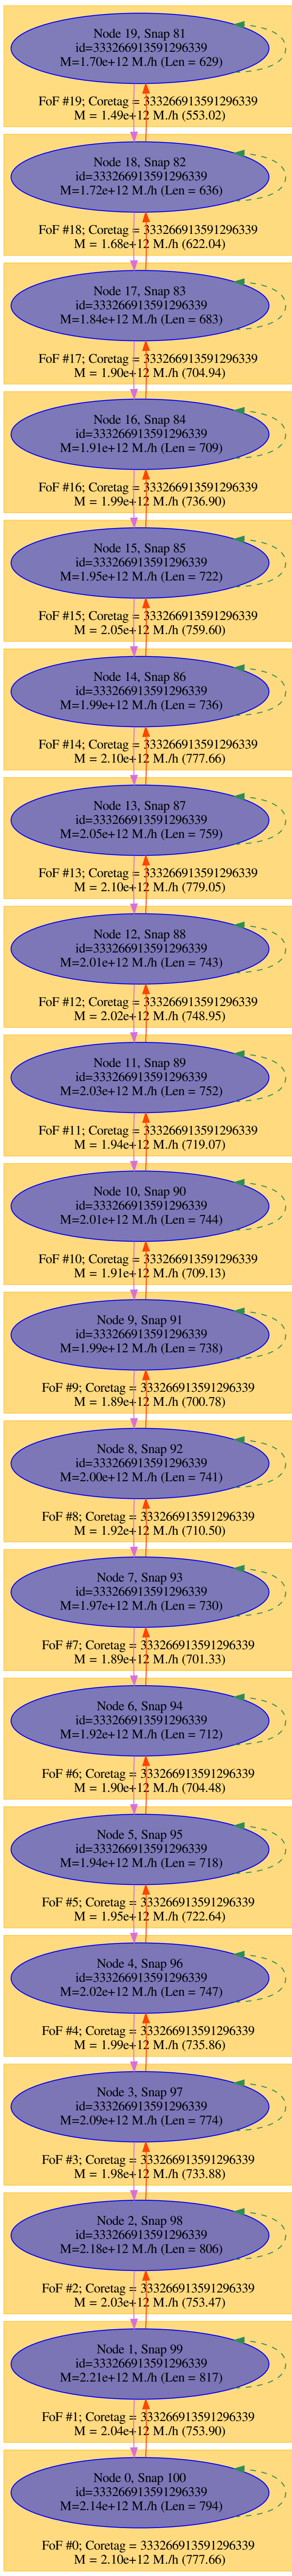 Node 19, Snap 81
id=333266913591296339
M=1.70e+12 M./h (Len = 629)
FoF #19; Coretag = 333266913591296339
M = 1.49e+12 M./h (553.02)
Node 18, Snap 82
id=333266913591296339
M=1.72e+12 M./h (Len = 636)
FoF #18; Coretag = 333266913591296339
M = 1.68e+12 M./h (622.04)
Node 17, Snap 83
id=333266913591296339
M=1.84e+12 M./h (Len = 683)
FoF #17; Coretag = 333266913591296339
M = 1.90e+12 M./h (704.94)
Node 16, Snap 84
id=333266913591296339
M=1.91e+12 M./h (Len = 709)
FoF #16; Coretag = 333266913591296339
M = 1.99e+12 M./h (736.90)
Node 15, Snap 85
id=333266913591296339
M=1.95e+12 M./h (Len = 722)
FoF #15; Coretag = 333266913591296339
M = 2.05e+12 M./h (759.60)
Node 14, Snap 86
id=333266913591296339
M=1.99e+12 M./h (Len = 736)
FoF #14; Coretag = 333266913591296339
M = 2.10e+12 M./h (777.66)
Node 13, Snap 87
id=333266913591296339
M=2.05e+12 M./h (Len = 759)
FoF #13; Coretag = 333266913591296339
M = 2.10e+12 M./h (779.05)
Node 12, Snap 88
id=333266913591296339
M=2.01e+12 M./h (Len = 743)
FoF #12; Coretag = 333266913591296339
M = 2.02e+12 M./h (748.95)
Node 11, Snap 89
id=333266913591296339
M=2.03e+12 M./h (Len = 752)
FoF #11; Coretag = 333266913591296339
M = 1.94e+12 M./h (719.07)
Node 10, Snap 90
id=333266913591296339
M=2.01e+12 M./h (Len = 744)
FoF #10; Coretag = 333266913591296339
M = 1.91e+12 M./h (709.13)
Node 9, Snap 91
id=333266913591296339
M=1.99e+12 M./h (Len = 738)
FoF #9; Coretag = 333266913591296339
M = 1.89e+12 M./h (700.78)
Node 8, Snap 92
id=333266913591296339
M=2.00e+12 M./h (Len = 741)
FoF #8; Coretag = 333266913591296339
M = 1.92e+12 M./h (710.50)
Node 7, Snap 93
id=333266913591296339
M=1.97e+12 M./h (Len = 730)
FoF #7; Coretag = 333266913591296339
M = 1.89e+12 M./h (701.33)
Node 6, Snap 94
id=333266913591296339
M=1.92e+12 M./h (Len = 712)
FoF #6; Coretag = 333266913591296339
M = 1.90e+12 M./h (704.48)
Node 5, Snap 95
id=333266913591296339
M=1.94e+12 M./h (Len = 718)
FoF #5; Coretag = 333266913591296339
M = 1.95e+12 M./h (722.64)
Node 4, Snap 96
id=333266913591296339
M=2.02e+12 M./h (Len = 747)
FoF #4; Coretag = 333266913591296339
M = 1.99e+12 M./h (735.86)
Node 3, Snap 97
id=333266913591296339
M=2.09e+12 M./h (Len = 774)
FoF #3; Coretag = 333266913591296339
M = 1.98e+12 M./h (733.88)
Node 2, Snap 98
id=333266913591296339
M=2.18e+12 M./h (Len = 806)
FoF #2; Coretag = 333266913591296339
M = 2.03e+12 M./h (753.47)
Node 1, Snap 99
id=333266913591296339
M=2.21e+12 M./h (Len = 817)
FoF #1; Coretag = 333266913591296339
M = 2.04e+12 M./h (753.90)
Node 0, Snap 100
id=333266913591296339
M=2.14e+12 M./h (Len = 794)
FoF #0; Coretag = 333266913591296339
M = 2.10e+12 M./h (777.66)